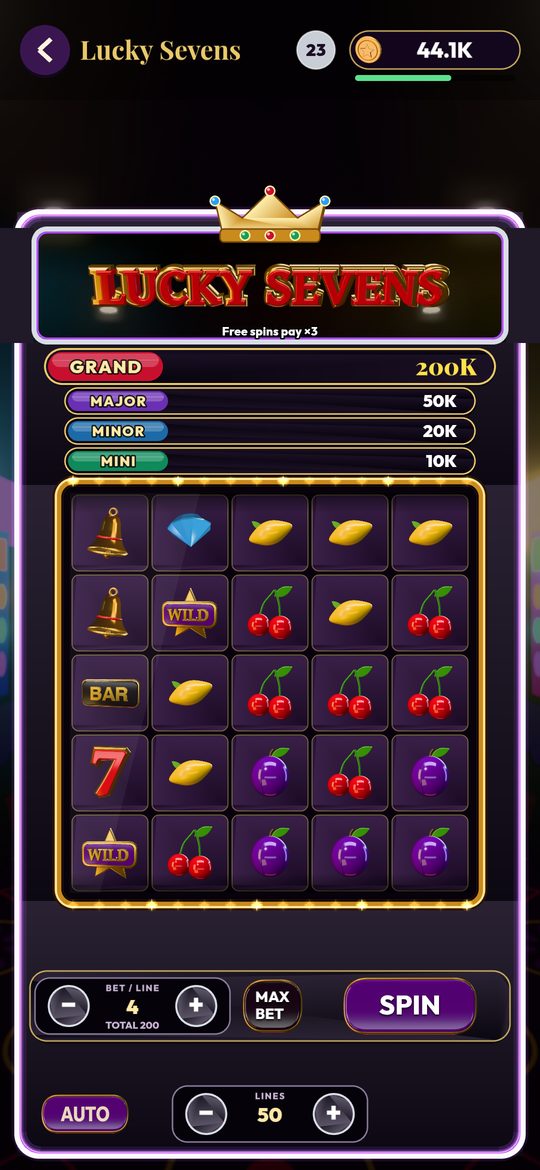 Lucky Sevens
23
44.1K
LUCKY SEVENS
Free spins pay ×3
GRAND 200K
MAJOR 50K
MINOR 20K
MINI 10K
WILD
BAR
7
WILD
BET / LINE
− 4 +
TOTAL 200
MAX
BET
SPIN
AUTO
LINES
− 50 +